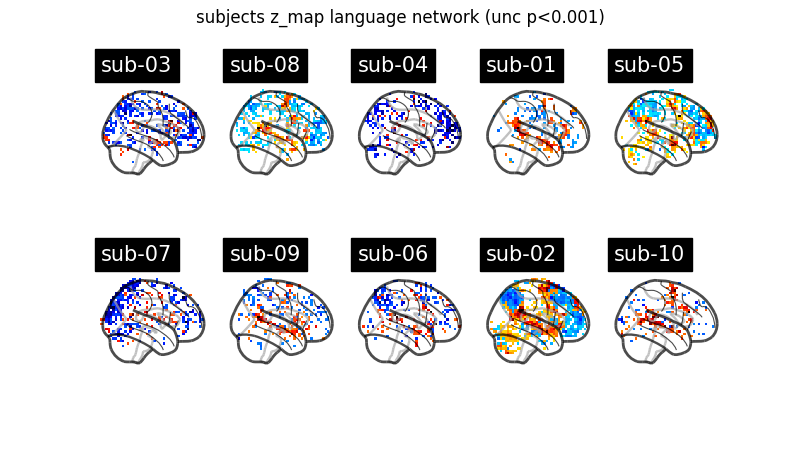 subjects z_map language network (unc p<0.001)
sub-03
sub-08
sub-04
sub-01
sub-05
sub-07
sub-09
sub-06
sub-02
sub-10